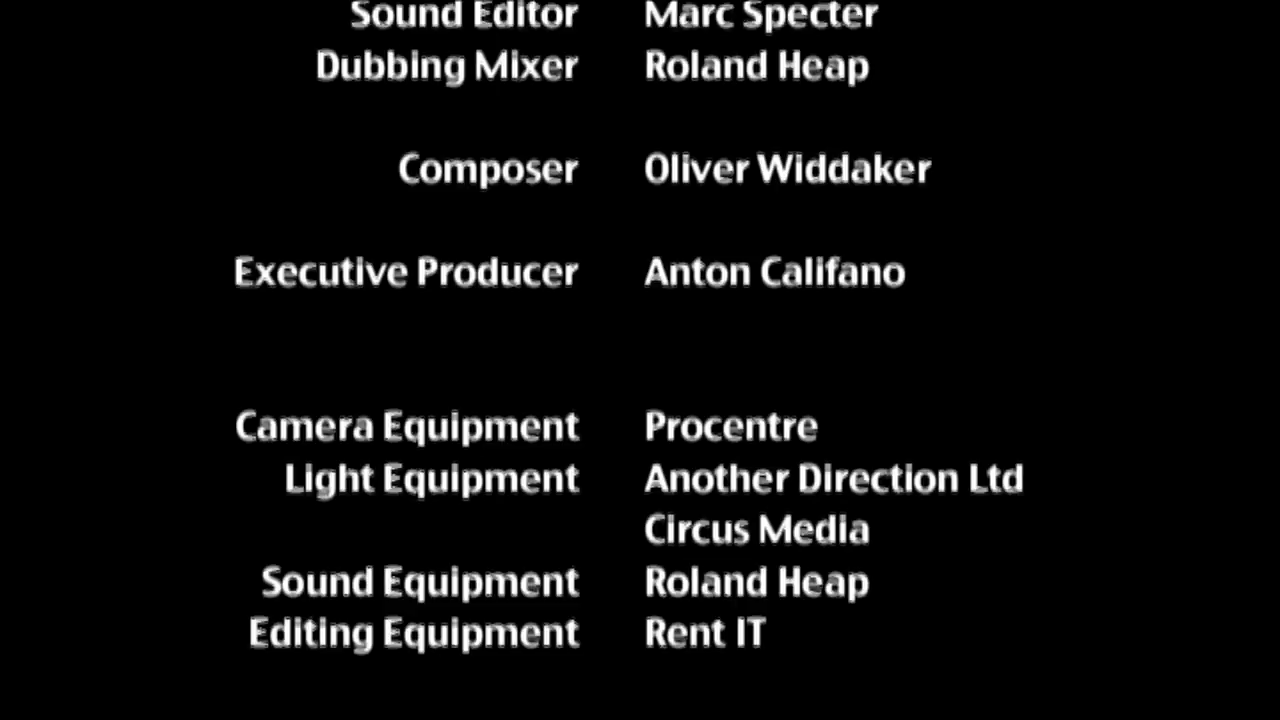 Sound Editor Marc Specter
Dubbing Mixer Roland Heap
Composer Oliver Widdaker
Executive Producer Anton Califano
Camera Equipment Procentre
Light Equipment Another Direction Ltd
Circus Media
Sound Equipment Roland Heap
Editing Equipment Rent IT